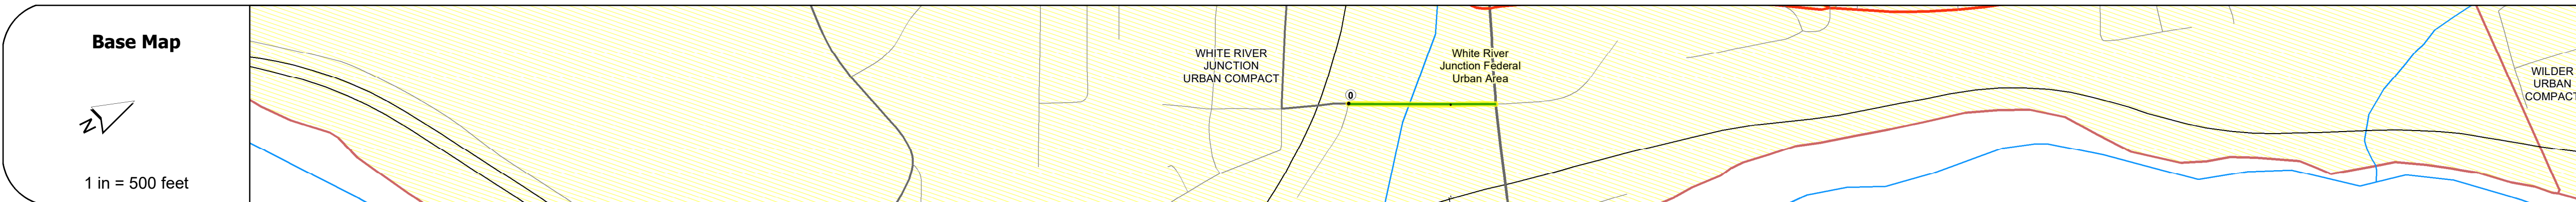 Base Map
N
1 in = 500 feet
WHITE RIVER
JUNCTION
URBAN COMPACT
0
White River
Junction Federal
Urban Area
WILDER
URBAN
COMPACT